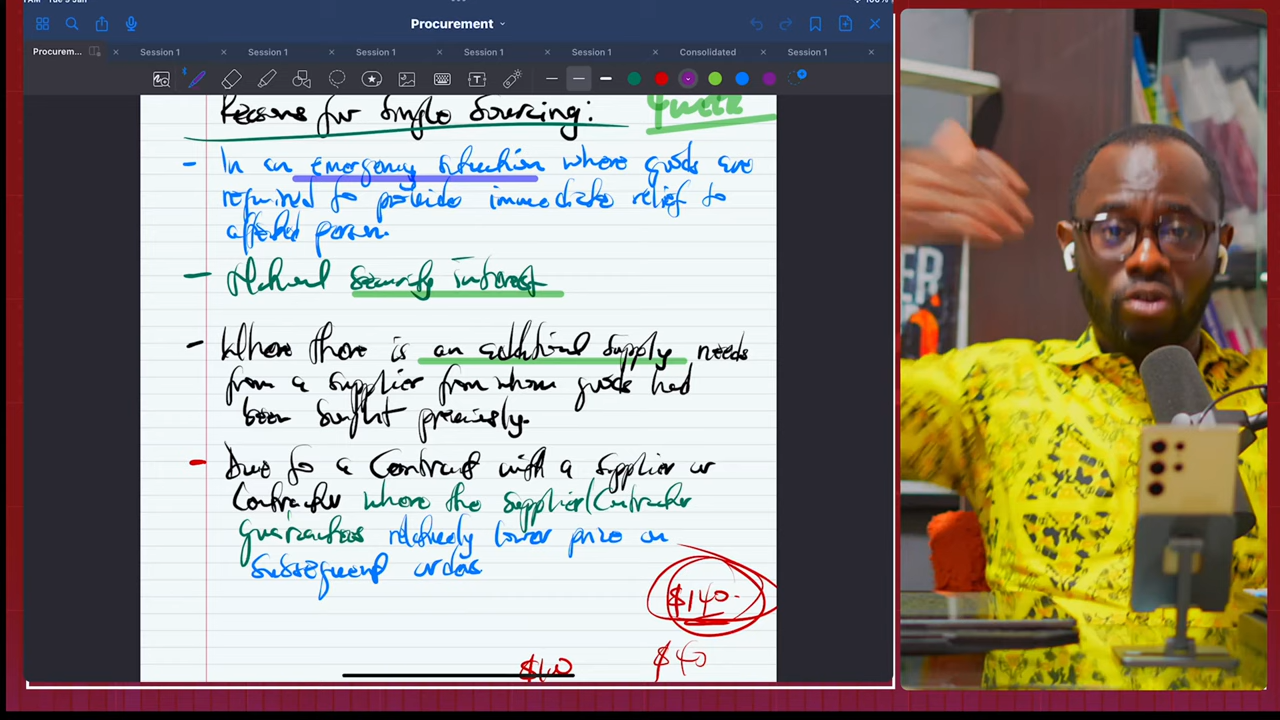 Procurement
Procurem...
Session 1
Session 1
Session 1
Session 1
Session 1
Consolidated
Session 1
Reasons for Single Sourcing:
Quote
- In an emergency situation where goods are
required to provide immediate relief to
affected person.
- National security interest
- Where there is an additional supply needs
from a supplier from whom goods had
been bought previously.
- Due to a Contract with a supplier or
Contractor where the supplier/Contractor
guarantees relatively lower price on
subsequent orders
$140.
$40
$100
ER